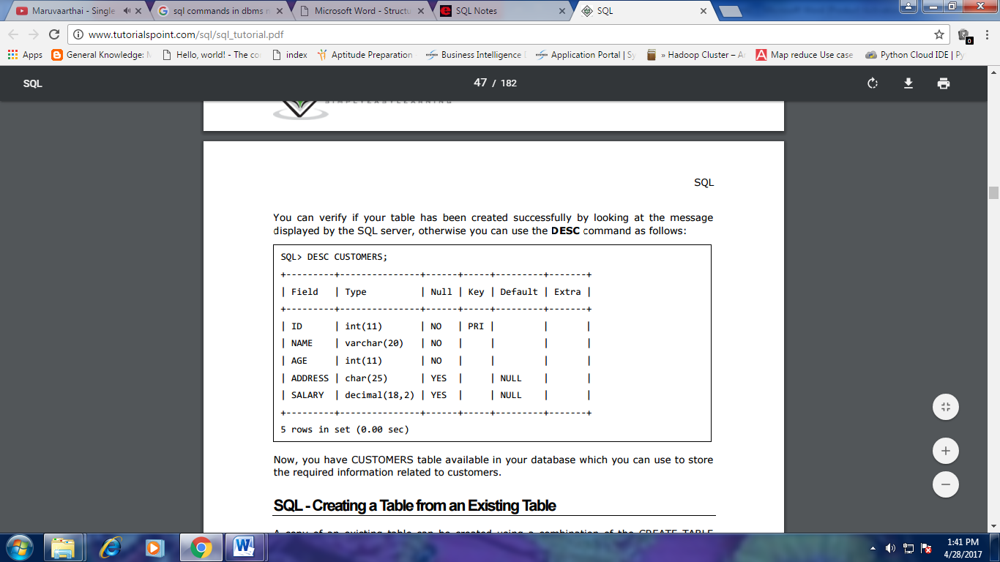 Maruvaarthai - Single
sql commands in dbms
Microsoft Word - Structu
SQL Notes
SQL
www.tutorialspoint.com/sql/sql_tutorial.pdf
0
Apps
General Knowledge:
Hello, world! - The
index
Aptitude Preparation
Business Intelligence
Application Portal | Sy
» Hadoop Cluster –
Map reduce Use case
Python Cloud IDE |
SQL
47 / 182
SIMPLYEASYLEARNING
SQL
You can verify if your table has been created successfully by looking at the message
displayed by the SQL server, otherwise you can use the DESC command as follows:
SQL> DESC CUSTOMERS;
+---------+---------------+------+-----+---------+-------+
| Field   | Type          | Null | Key | Default | Extra |
+---------+---------------+------+-----+---------+-------+
| ID      | int(11)       | NO   | PRI |         |       |
| NAME    | varchar(20)   | NO   |     |         |       |
| AGE     | int(11)       | NO   |     |         |       |
| ADDRESS | char(25)      | YES  |     | NULL    |       |
| SALARY  | decimal(18,2) | YES  |     | NULL    |       |
+---------+---------------+------+-----+---------+-------+
5 rows in set (0.00 sec)
Now, you have CUSTOMERS table available in your database which you can use to store
the required information related to customers.
SQL - Creating a Table from an Existing Table
A copy of an existing table can be created using a combination of the CREATE TABLE
1:41 PM
4/28/2017